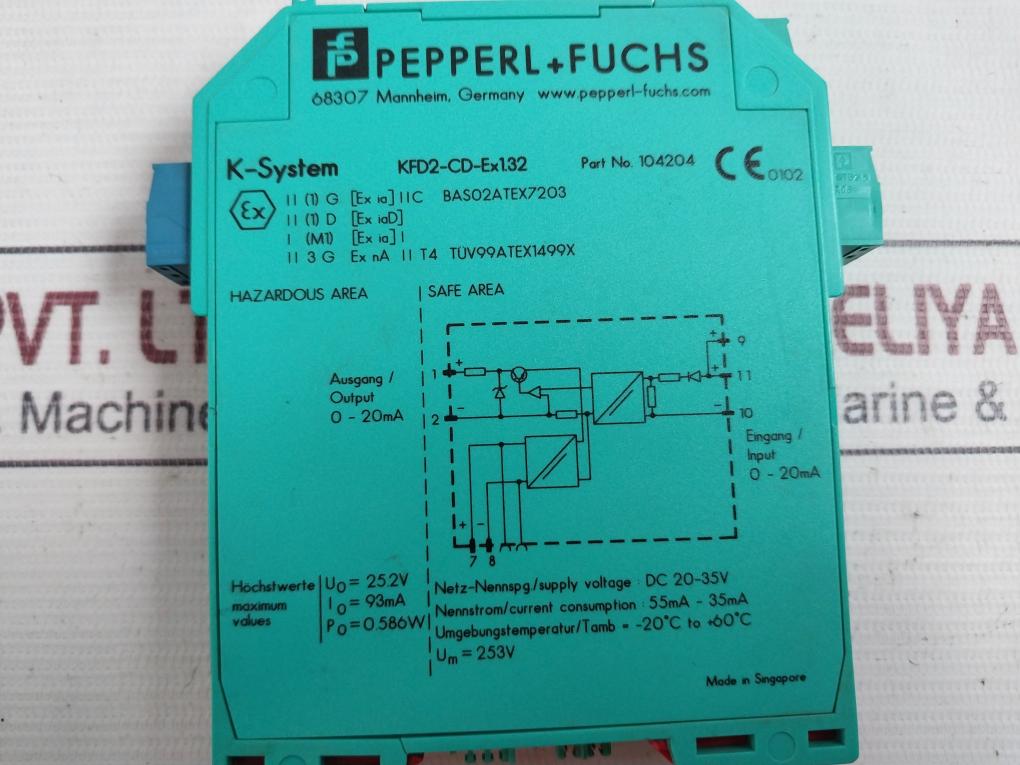 PEPPERL+FUCHS
68307 Mannheim, Germany www.pepperl-fuchs.com
K-System KFD2-CD-Ex1.32 Part No. 104204 CE 0102
Ex
II (1) G [Ex ia] IIC BAS02ATEX7203
II (1) D [Ex iaD]
I (M1) [Ex ia] I
II 3 G Ex nA II T4 TÜV99ATEX1499X
HAZARDOUS AREA SAFE AREA
+ 9
1 + + 11
2 - - 10
Ausgang /
Output
0 - 20mA
Eingang /
Input
0 - 20mA
+ -
7 8
Höchstwerte
maximum
values
Uo = 25.2V
Io = 93mA
Po = 0.586W
Netz-Nennspg./supply voltage : DC 20-35V
Nennstrom/current consumption : 55mA - 35mA
Umgebungstemperatur/Tamb = -20°C to +60°C
Um = 253V
Made in Singapore
PVT.
ELIYA
Machine
arine &